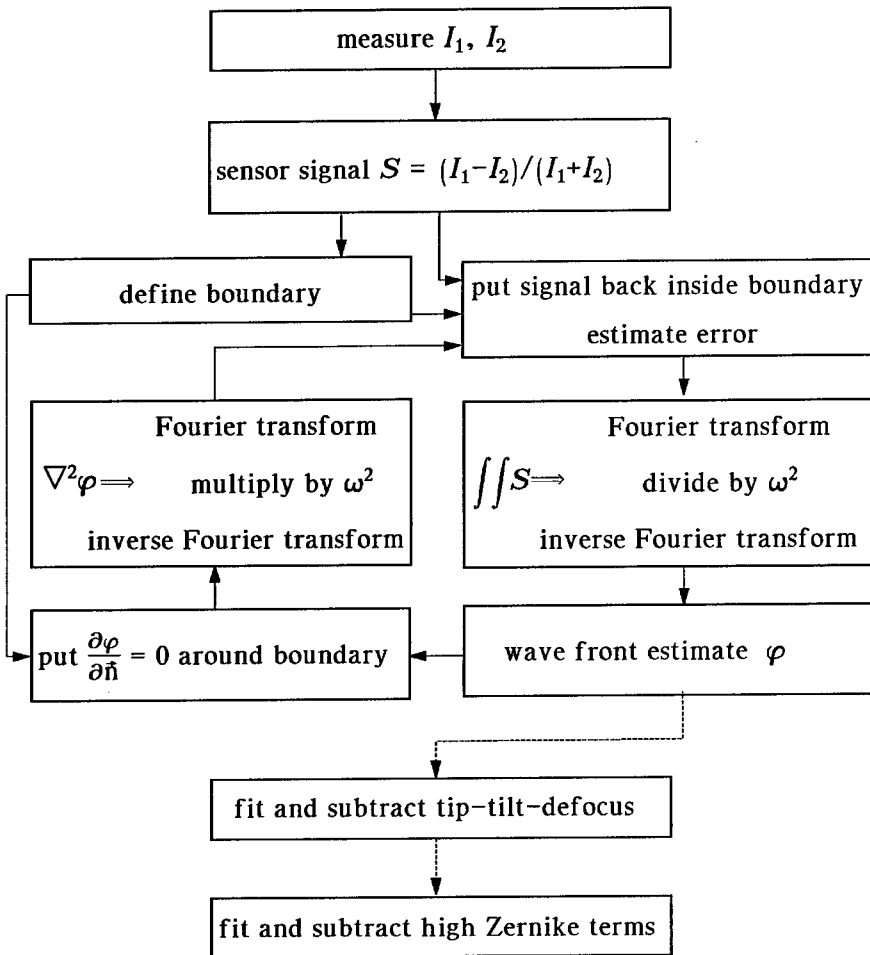 measure I₁, I₂
sensor signal S = (I₁−I₂)/(I₁+I₂)
define boundary
put signal back inside boundary
estimate error
Fourier transform
∇²φ⟹ multiply by ω²
inverse Fourier transform
Fourier transform
∬S⟹ divide by ω²
inverse Fourier transform
put ∂φ/∂n⃗ = 0 around boundary
wave front estimate φ
fit and subtract tip-tilt-defocus
fit and subtract high Zernike terms